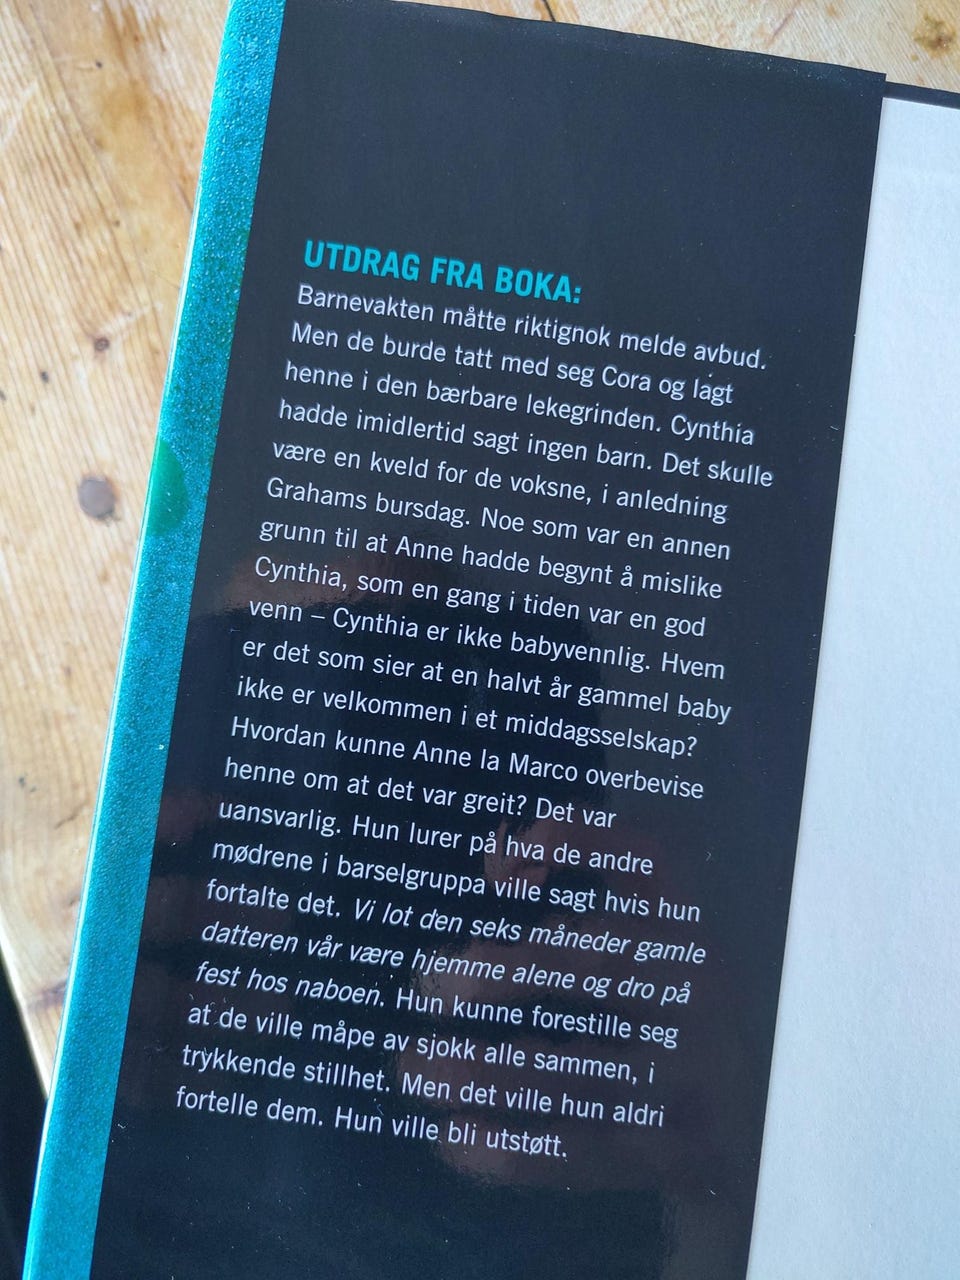 UTDRAG FRA BOKA:
Barnevakten måtte riktignok melde avbud.
Men de burde tatt med seg Cora og lagt
henne i den bærbare lekegrinden. Cynthia
hadde imidlertid sagt ingen barn. Det skulle
være en kveld for de voksne, i anledning
Grahams bursdag. Noe som var en annen
grunn til at Anne hadde begynt å mislike
Cynthia, som en gang i tiden var en god
venn – Cynthia er ikke babyvennlig. Hvem
er det som sier at en halvt år gammel baby
ikke er velkommen i et middagsselskap?
Hvordan kunne Anne la Marco overbevise
henne om at det var greit? Det var
uansvarlig. Hun lurer på hva de andre
mødrene i barselgruppa ville sagt hvis hun
fortalte det. Vi lot den seks måneder gamle
datteren vår være hjemme alene og dro på
fest hos naboen. Hun kunne forestille seg
at de ville måpe av sjokk alle sammen, i
trykkende stillhet. Men det ville hun aldri
fortelle dem. Hun ville bli utstøtt.